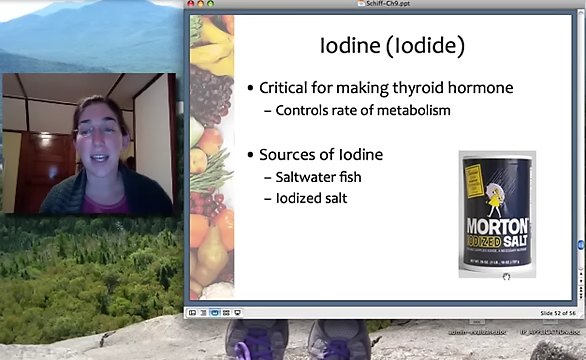 Schiff-Ch9.ppt
Iodine (Iodide)
• Critical for making thyroid hormone
– Controls rate of metabolism
• Sources of Iodine
– Saltwater fish
– Iodized salt
MORTON
IODIZED SALT
Slide 52 of 56